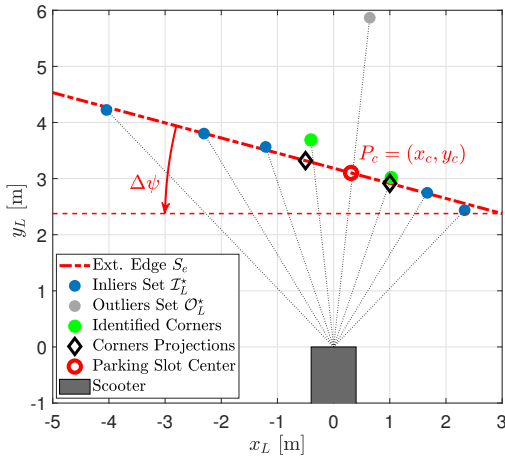 6
5
4
3
2
1
0
-1
-5 -4 -3 -2 -1 0 1 2 3
y_L [m]
x_L [m]
P_c = (x_c, y_c)
Δψ
Ext. Edge S_e
Inliers Set I_L^⋆
Outliers Set O_L^⋆
Identified Corners
Corners Projections
Parking Slot Center
Scooter